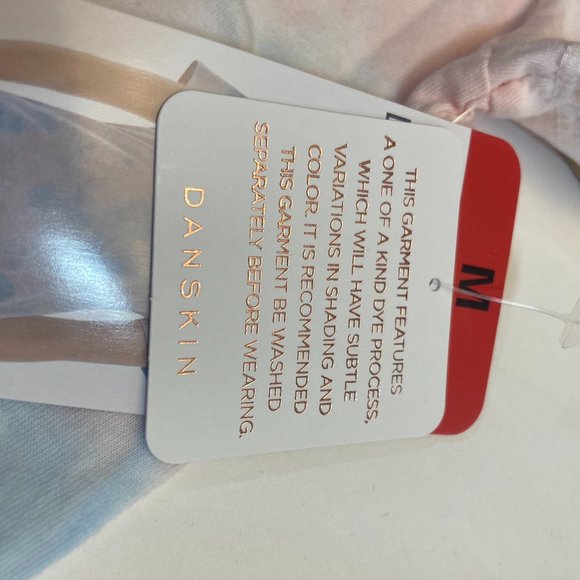 M
THIS GARMENT FEATURES
A ONE OF A KIND DYE PROCESS,
WHICH WILL HAVE SUBTLE
VARIATIONS IN SHADING AND
COLOR. IT IS RECOMMENDED
THIS GARMENT BE WASHED
SEPARATELY BEFORE WEARING.
DANSKIN